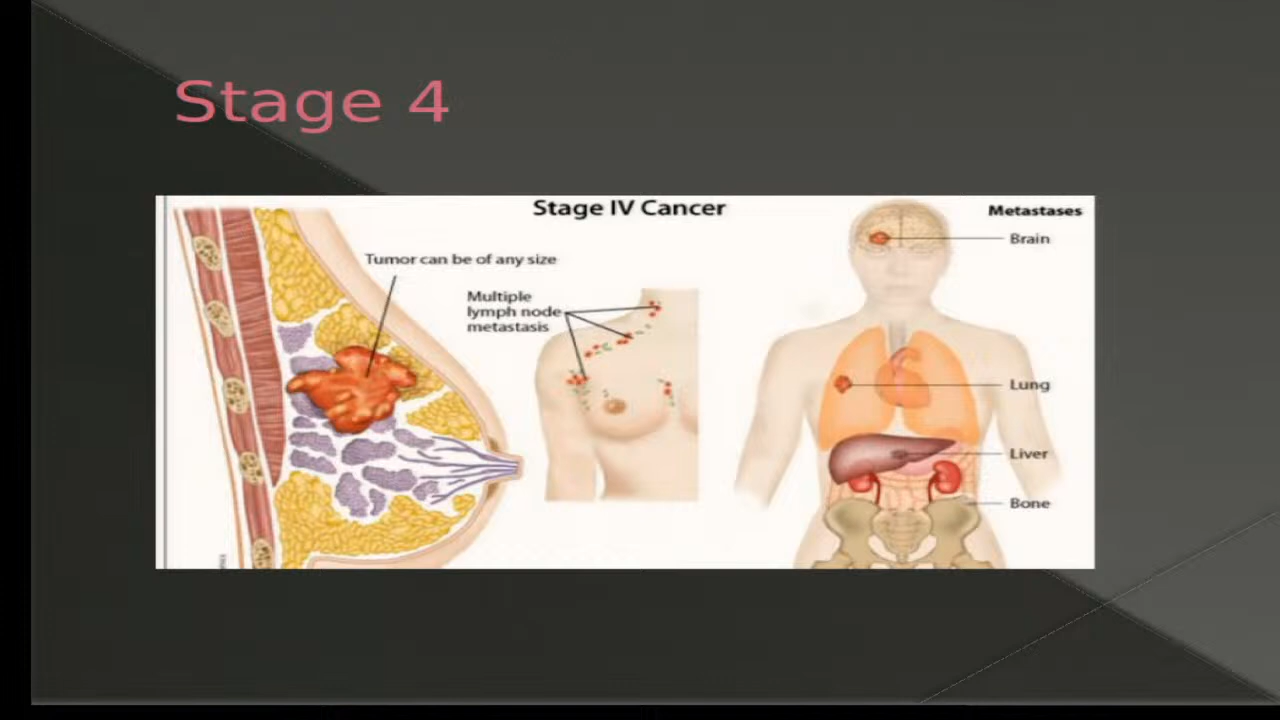 Stage 4
Stage IV Cancer
Tumor can be of any size
Multiple
lymph node
metastasis
Metastases
Brain
Lung
Liver
Bone